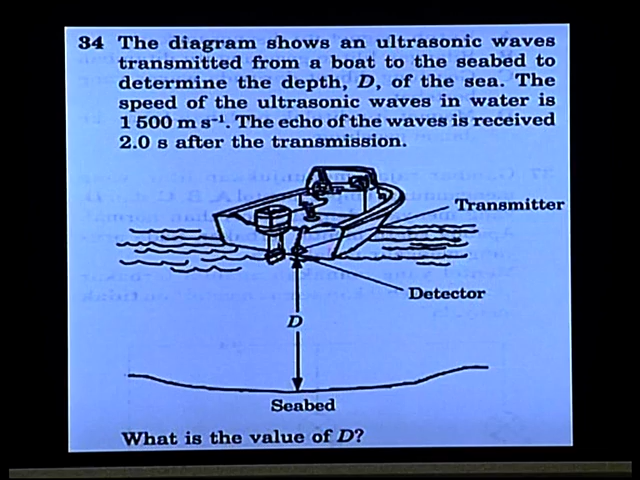 34 The diagram shows an ultrasonic waves
transmitted from a boat to the seabed to
determine the depth, D, of the sea. The
speed of the ultrasonic waves in water is
1 500 m s⁻¹. The echo of the waves is received
2.0 s after the transmission.
Transmitter
Detector
D
Seabed
What is the value of D?